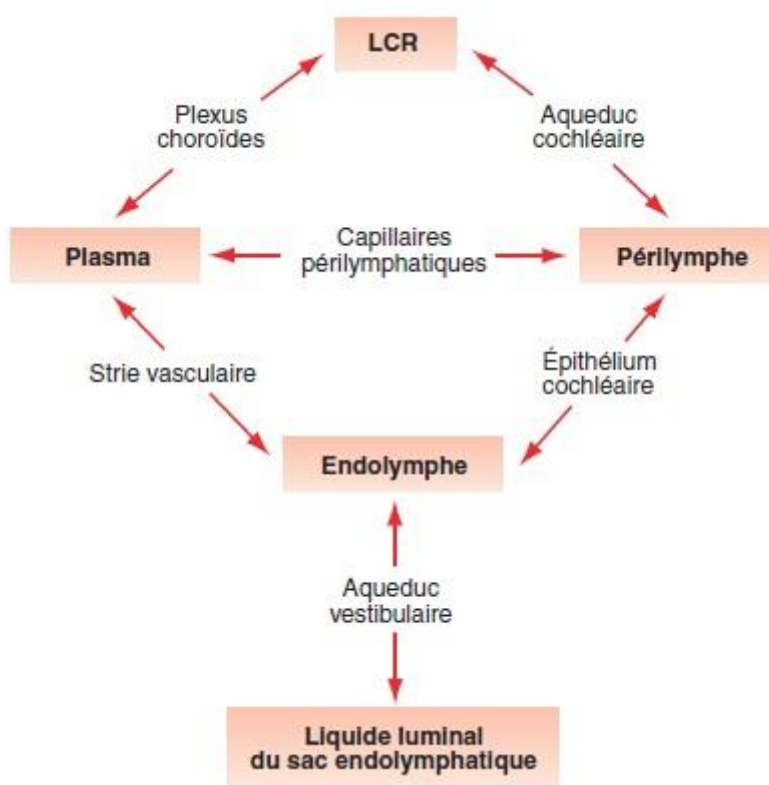 LCR
Plexus
choroïdes
Aqueduc
cochléaire
Plasma
Capillaires
périlymphatiques
Périlymphe
Strie vasculaire
Épithélium
cochléaire
Endolymphe
Aqueduc
vestibulaire
Liquide luminal
du sac endolymphatique